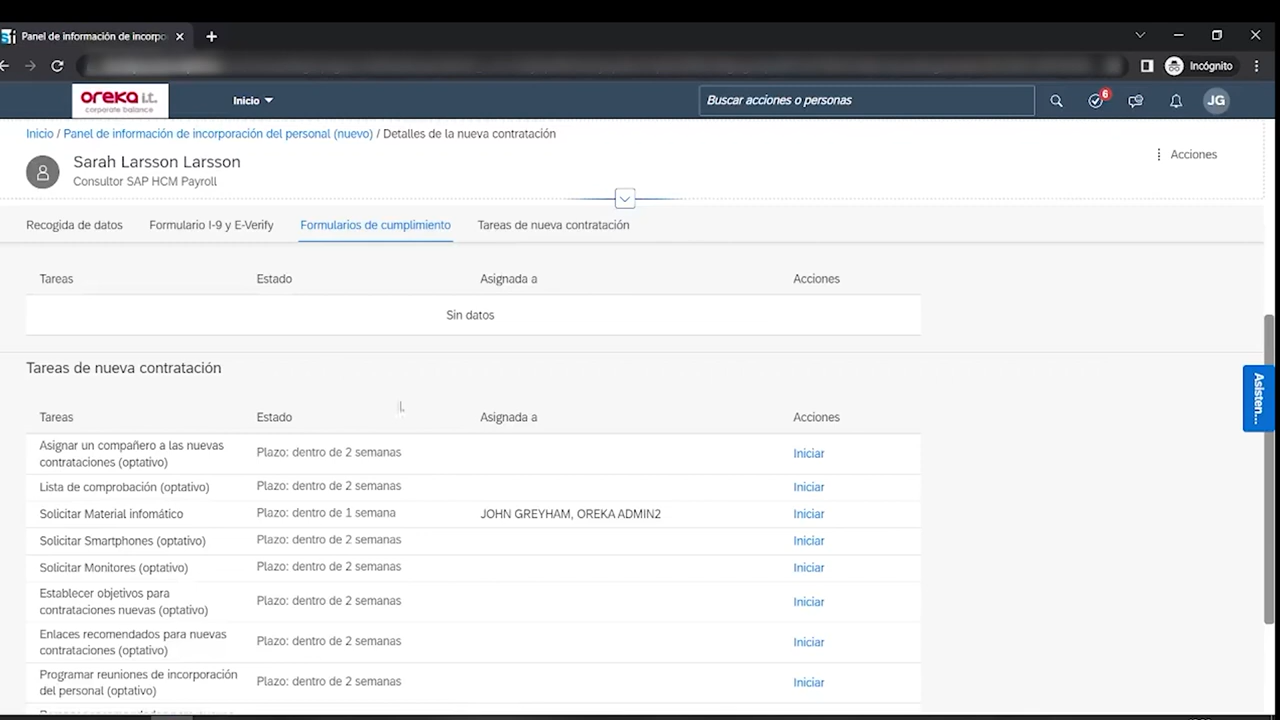 Panel de información de incorpo
Incógnito
oreka i.t.
corporate balance
Inicio
Buscar acciones o personas
6
JG
Inicio / Panel de información de incorporación del personal (nuevo) / Detalles de la nueva contratación
Sarah Larsson Larsson
Consultor SAP HCM Payroll
Acciones
Recogida de datos
Formulario I-9 y E-Verify
Formularios de cumplimiento
Tareas de nueva contratación
Tareas Estado Asignada a Acciones
Sin datos
Asisten...
Tareas de nueva contratación
Tareas Estado Asignada a Acciones
Asignar un compañero a las nuevas
contrataciones (optativo)
Plazo: dentro de 2 semanas Iniciar
Lista de comprobación (optativo) Plazo: dentro de 2 semanas Iniciar
Solicitar Material infomático Plazo: dentro de 1 semana JOHN GREYHAM, OREKA ADMIN2 Iniciar
Solicitar Smartphones (optativo) Plazo: dentro de 2 semanas Iniciar
Solicitar Monitores (optativo) Plazo: dentro de 2 semanas Iniciar
Establecer objetivos para
contrataciones nuevas (optativo)
Plazo: dentro de 2 semanas Iniciar
Enlaces recomendados para nuevas
contrataciones (optativo)
Plazo: dentro de 2 semanas Iniciar
Programar reuniones de incorporación
del personal (optativo)
Plazo: dentro de 2 semanas Iniciar